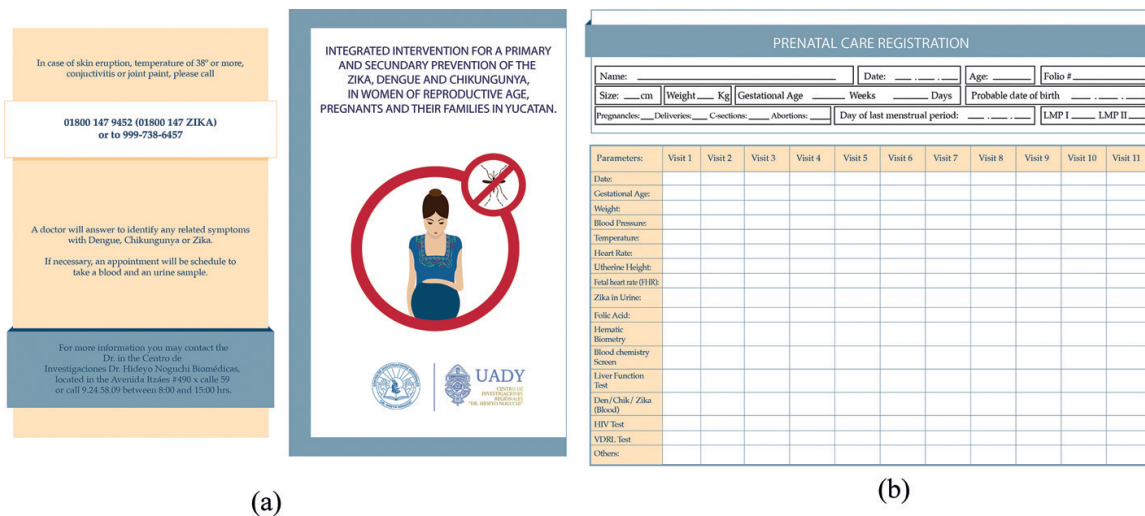 In case of skin eruption, temperature of 38° or more,
conjuctivitis or joint paint, please call
01800 147 9452 (01800 147 ZIKA)
or to 999-738-6457
A doctor will answer to identify any related symptoms
with Dengue, Chikungunya or Zika.
If necessary, an appointment will be schedule to
take a blood and an urine sample.
For more information you may contact the
Dr. in the Centro de
Investigaciones Dr. Hideyo Noguchi Biomédicas,
located in the Avenida Itzáes #490 x calle 59
or call 9.24.58.09 between 8:00 and 15:00 hrs.
INTEGRATED INTERVENTION FOR A PRIMARY
AND SECUNDARY PREVENTION OF THE
ZIKA, DENGUE AND CHIKUNGUNYA,
IN WOMEN OF REPRODUCTIVE AGE,
PREGNANTS AND THEIR FAMILIES IN YUCATAN.
UADY
CENTRO DE
INVESTIGACIONES
REGIONALES
"DR. HIDEYO NOGUCHI"
(a)
PRENATAL CARE REGISTRATION
Name: Date: Age: Folio #
Size: cm Weight Kg Gestational Age Weeks Days Probable date of birth
Pregnancies: Deliveries: C-sections: Abortions: Day of last menstrual period: LMP I LMP II
Parameters: Visit 1 Visit 2 Visit 3 Visit 4 Visit 5 Visit 6 Visit 7 Visit 8 Visit 9 Visit 10 Visit 11
Date:
Gestational Age:
Weight:
Blood Pressure:
Temperature:
Heart Rate:
Utherine Height:
Fetal heart rate (FHR):
Zika in Urine:
Folic Acid:
Hematic
Biometry
Blood chemistry
Screen
Liver Function
Test
Den/Chik/ Zika
(Blood)
HIV Test
VDRL Test
Others:
(b)